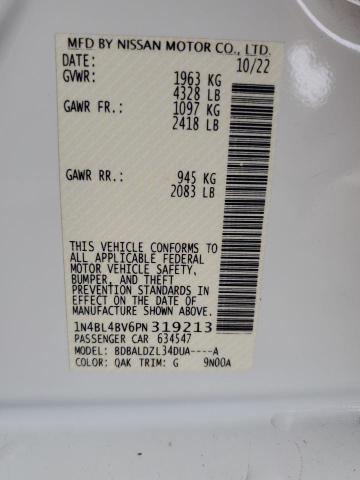 MFD BY NISSAN MOTOR CO., LTD.
DATE: 10/22
GVWR: 1963 KG
4328 LB
GAWR FR: 1097 KG
2418 LB
GAWR RR.: 945 KG
2083 LB
THIS VEHICLE CONFORMS TO
ALL APPLICABLE FEDERAL
MOTOR VEHICLE SAFETY,
BUMPER, AND THEFT
PREVENTION STANDARDS
IN EFFECT ON THE DATE OF
MANUFACTURE SHOWN ABOVE.
1N4BL4BV6PN319213
PASSENGER CAR 634547
MODEL: BDBALDZL34DUA----A
COLOR: QAK TRIM: G 9N00A